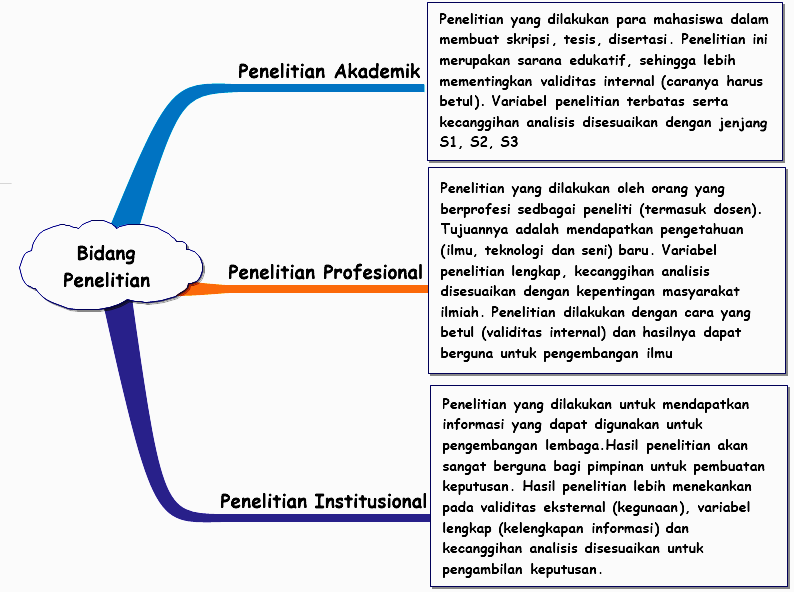 Bidang
Penelitian
Penelitian Akademik
Penelitian yang dilakukan para mahasiswa dalam
membuat skripsi, tesis, disertasi. Penelitian ini
merupakan sarana edukatif, sehingga lebih
mementingkan validitas internal (caranya harus
betul). Variabel penelitian terbatas serta
kecanggihan analisis disesuaikan dengan jenjang
S1, S2, S3
Penelitian Profesional
Penelitian yang dilakukan oleh orang yang
berprofesi sedbagai peneliti (termasuk dosen).
Tujuannya adalah mendapatkan pengetahuan
(ilmu, teknologi dan seni) baru. Variabel
penelitian lengkap, kecanggihan analisis
disesuaikan dengan kepentingan masyarakat
ilmiah. Penelitian dilakukan dengan cara yang
betul (validitas internal) dan hasilnya dapat
berguna untuk pengembangan ilmu
Penelitian Institusional
Penelitian yang dilakukan untuk mendapatkan
informasi yang dapat digunakan untuk
pengembangan lembaga.Hasil penelitian akan
sangat berguna bagi pimpinan untuk pembuatan
keputusan. Hasil penelitian lebih menekankan
pada validitas eksternal (kegunaan), variabel
lengkap (kelengkapan informasi) dan
kecanggihan analisis disesuaikan untuk
pengambilan keputusan.